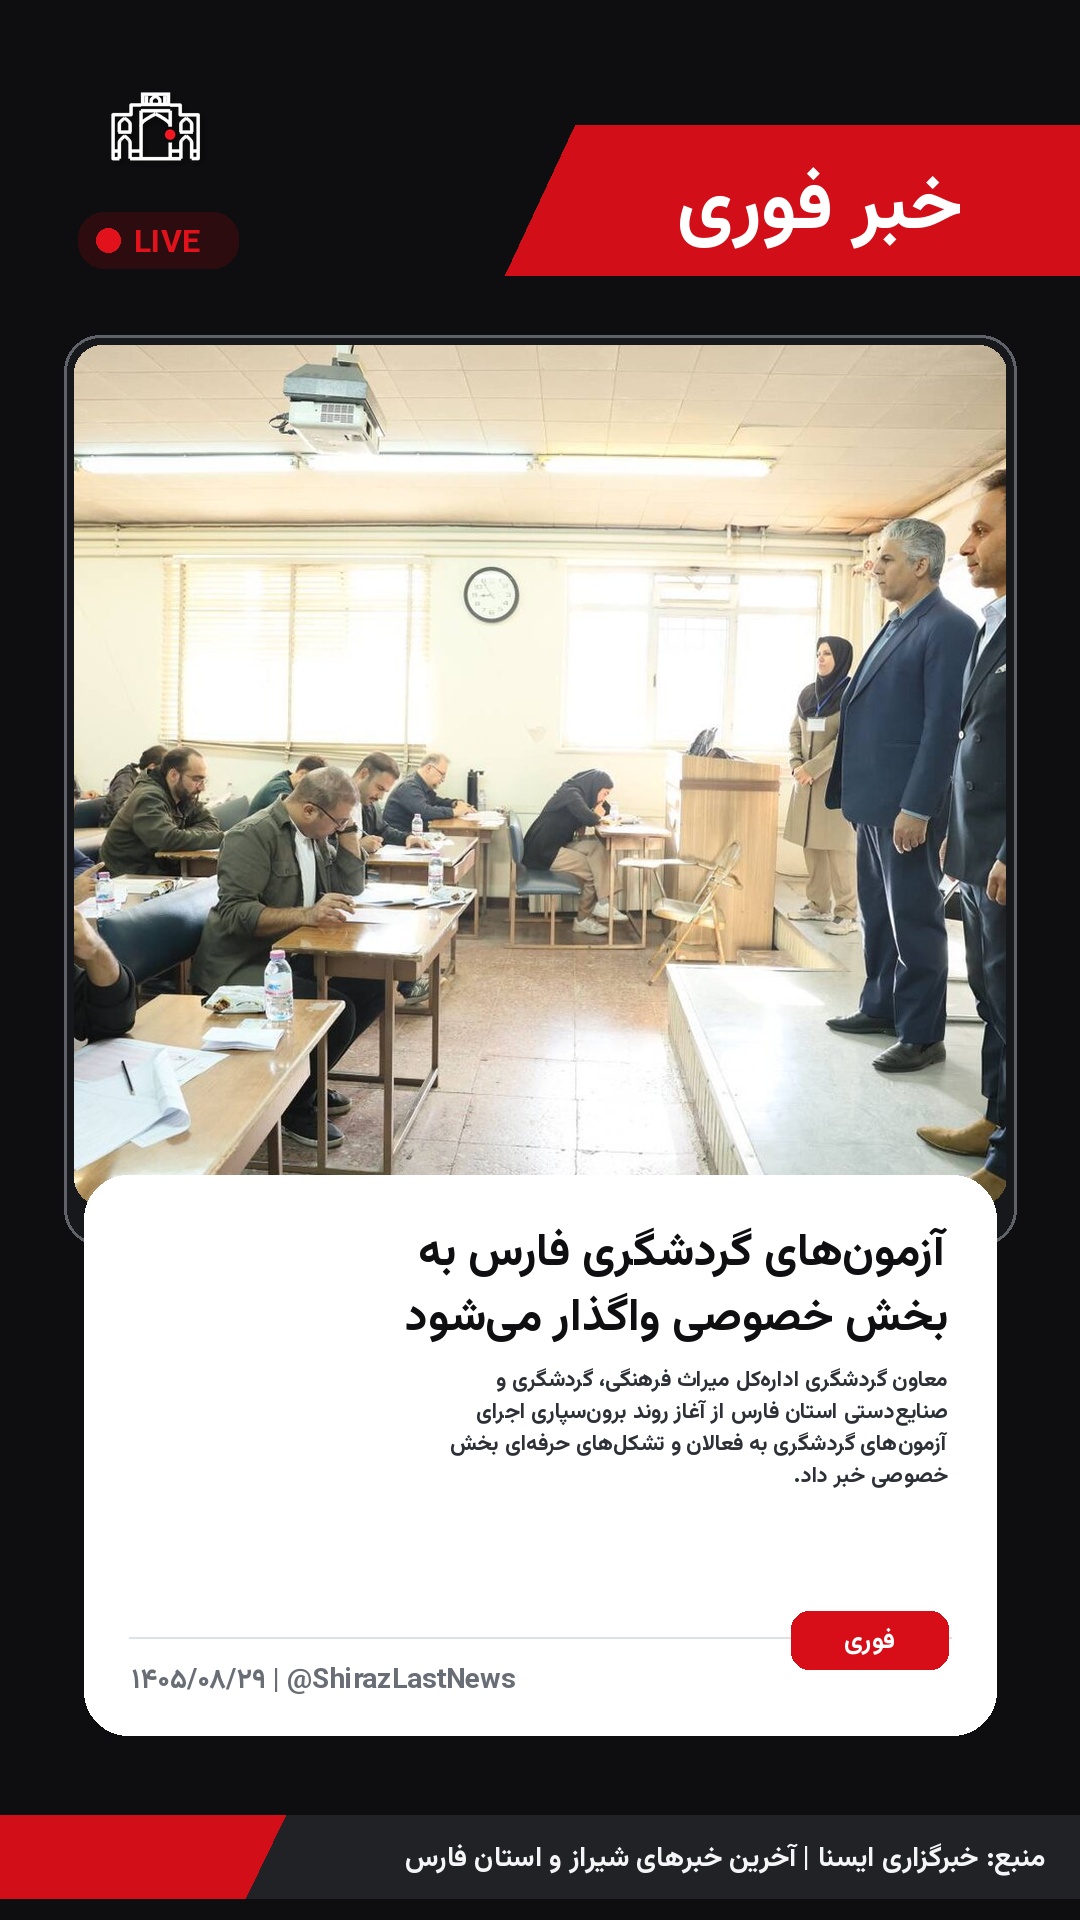 LIVE
خبر فوری
آزمون‌های گردشگری فارس به
بخش خصوصی واگذار می‌شود
معاون گردشگری اداره‌کل میراث فرهنگی، گردشگری و
صنایع‌دستی استان فارس از آغاز روند برون‌سپاری اجرای
آزمون‌های گردشگری به فعالان و تشکل‌های حرفه‌ای بخش
خصوصی خبر داد.
فوری
۱۴۰۵/۰۸/۲۹ | @ShirazLastNews
منبع: خبرگزاری ایسنا | آخرین خبرهای شیراز و استان فارس